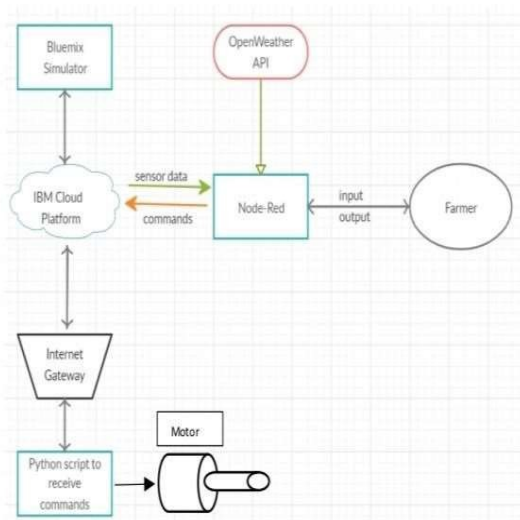 Bluemix
Simulator
OpenWeather
API
sensor data
IBM Cloud
Platform
commands
Node-Red
input
output
Farmer
Internet
Gateway
Motor
Python script to
receive
commands